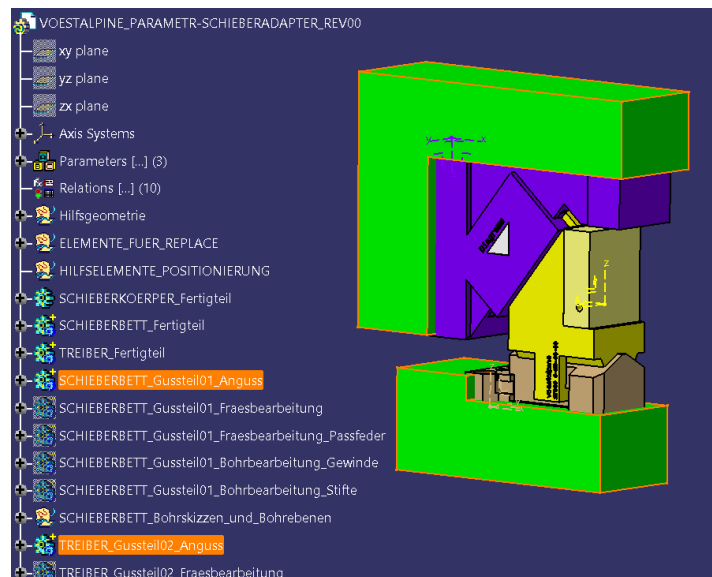 VOESTALPINE_PARAMETR-SCHIEBERADAPTER_REV00
xy plane
yz plane
zx plane
Axis Systems
Parameters [...] (3)
Relations [...] (10)
Hilfsgeometrie
ELEMENTE_FUER_REPLACE
HILFSELEMENTE_POSITIONIERUNG
SCHIEBERKOERPER_Fertigteil
SCHIEBERBETT_Fertigteil
TREIBER_Fertigteil
SCHIEBERBETT_Gussteil01_Anguss
SCHIEBERBETT_Gussteil01_Fraesbearbeitung
SCHIEBERBETT_Gussteil01_Fraesbearbeitung_Passfeder
SCHIEBERBETT_Gussteil01_Bohrbearbeitung_Gewinde
SCHIEBERBETT_Gussteil01_Bohrbearbeitung_Stifte
SCHIEBERBETT_Bohrskizzen_und_Bohrebenen
TREIBER_Gussteil02_Anguss
TREIBER_Gussteil02_Fraesbearbeitung
y
x
z